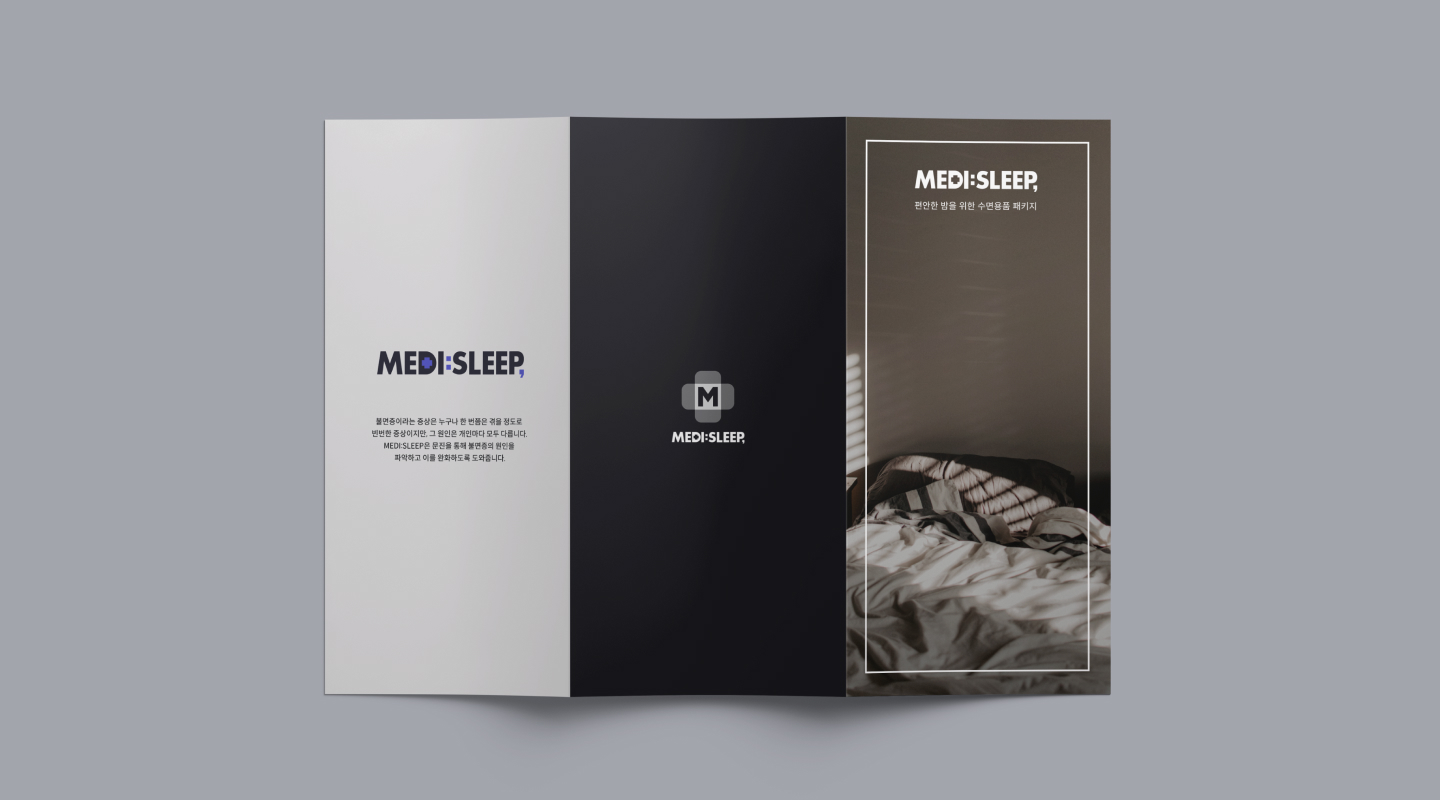 MEDI:SLEEP,
불면증이라는 증상은 누구나 한 번쯤은 겪을 정도로
빈번한 증상이지만, 그 원인은 개인마다 모두 다릅니다.
MEDI:SLEEP은 문진을 통해 불면증의 원인을
파악하고 이를 완화하도록 도와줍니다.
M
MEDI:SLEEP,
MEDI:SLEEP,
편안한 밤을 위한 수면용품 패키지